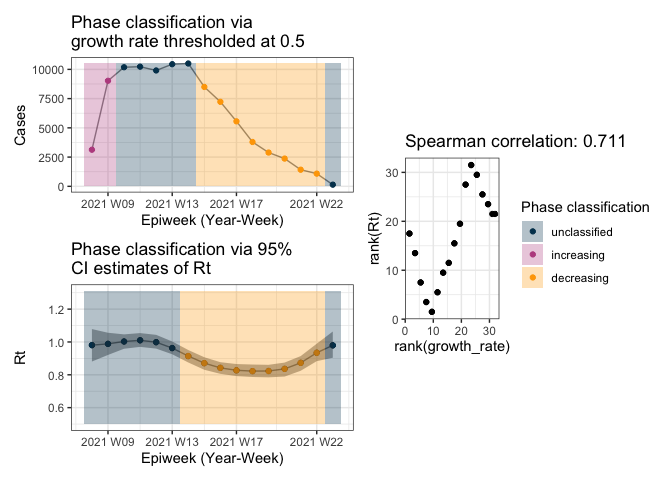 Phase classification via
growth rate thresholded at 0.5
Cases
10000
7500
5000
2500
0
2021 W09 2021 W13 2021 W17 2021 W22
Epiweek (Year-Week)
Phase classification via 95%
CI estimates of Rt
Rt
1.2
1.0
0.8
0.6
2021 W09 2021 W13 2021 W17 2021 W22
Epiweek (Year-Week)
Spearman correlation: 0.711
rank(Rt)
30
20
10
0
0 10 20 30
rank(growth_rate)
Phase classification
unclassified
increasing
decreasing